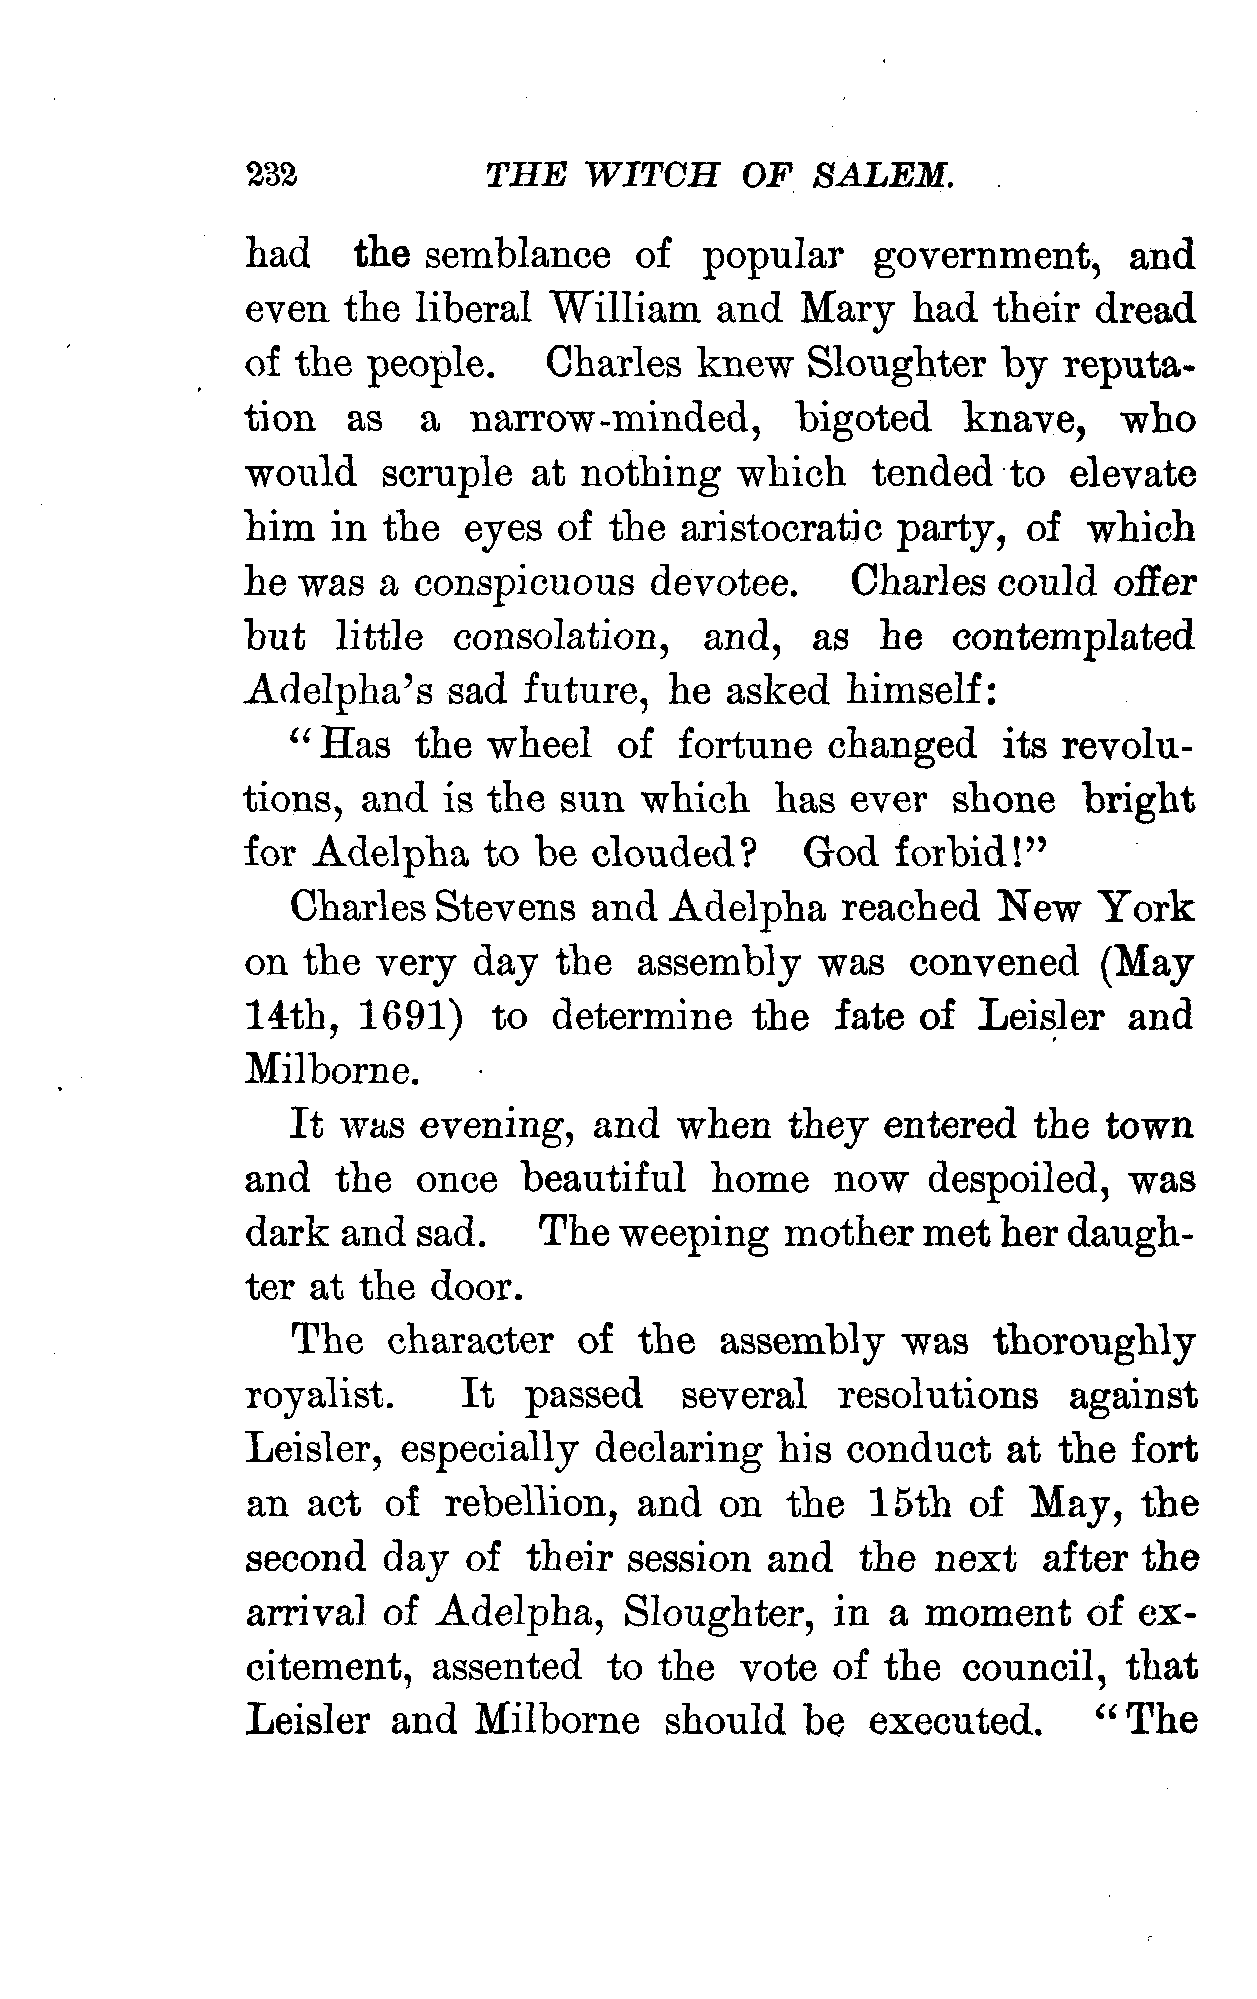 232 THE WITCH OF SALEM.
had the semblance of popular government, and
even the liberal William and Mary had their dread
of the people. Charles knew Sloughter by reputa-
tion as a narrow-minded, bigoted knave, who
would scruple at nothing which tended to elevate
him in the eyes of the aristocratic party, of which
he was a conspicuous devotee. Charles could offer
but little consolation, and, as he contemplated
Adelpha's sad future, he asked himself:
"Has the wheel of fortune changed its revolu-
tions, and is the sun which has ever shone bright
for Adelpha to be clouded? God forbid!"
Charles Stevens and Adelpha reached New York
on the very day the assembly was convened (May
14th, 1691) to determine the fate of Leisler and
Milborne.
It was evening, and when they entered the town
and the once beautiful home now despoiled, was
dark and sad. The weeping mother met her daugh-
ter at the door.
The character of the assembly was thoroughly
royalist. It passed several resolutions against
Leisler, especially declaring his conduct at the fort
an act of rebellion, and on the 15th of May, the
second day of their session and the next after the
arrival of Adelpha, Sloughter, in a moment of ex-
citement, assented to the vote of the council, that
Leisler and Milborne should be executed. "The